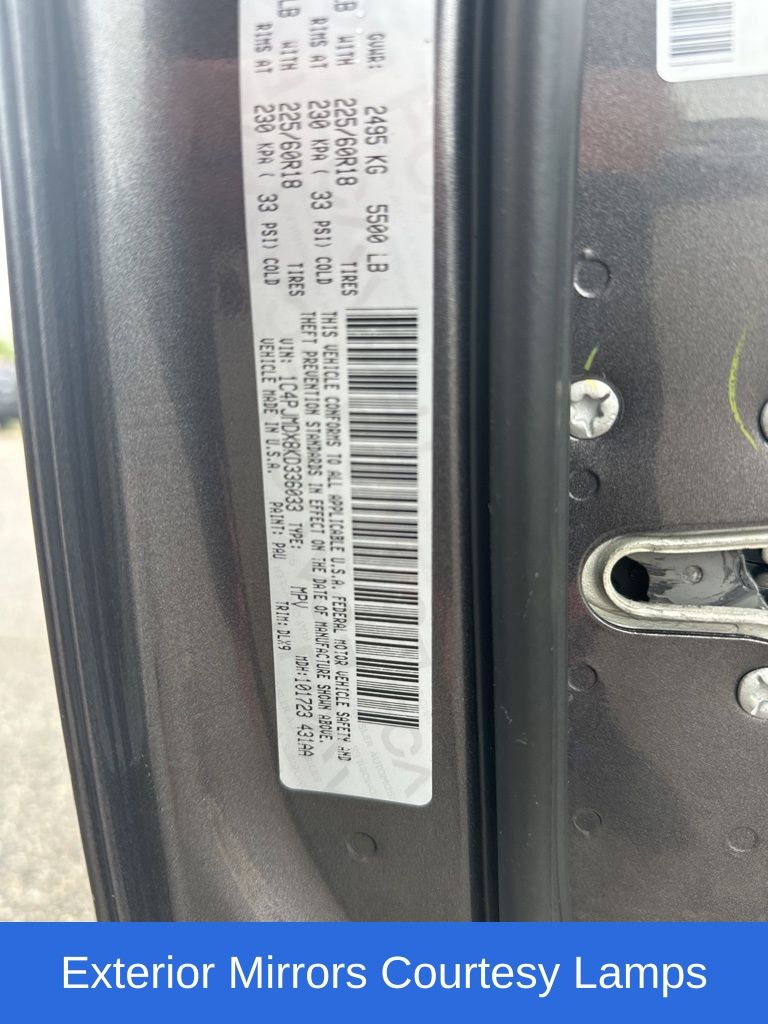 GVWR: 2495 KG 5500 LB
LB WITH 225/60R18 TIRES
RIMS AT 230 KPA ( 33 PSI) COLD
LB WITH 225/60R18 TIRES
RIMS AT 230 KPA ( 33 PSI) COLD
THIS VEHICLE CONFORMS TO ALL APPLICABLE U.S.A. FEDERAL MOTOR VEHICLE SAFETY AND
THEFT PREVENTION STANDARDS IN EFFECT ON THE DATE OF MANUFACTURE SHOWN ABOVE.
VIN: 1C4PJMDX8KD336033 TYPE: MPV MDH:101723 431AA
VEHICLE MADE IN U.S.A. PAINT: PAU TRIM: DLX9
Exterior Mirrors Courtesy Lamps